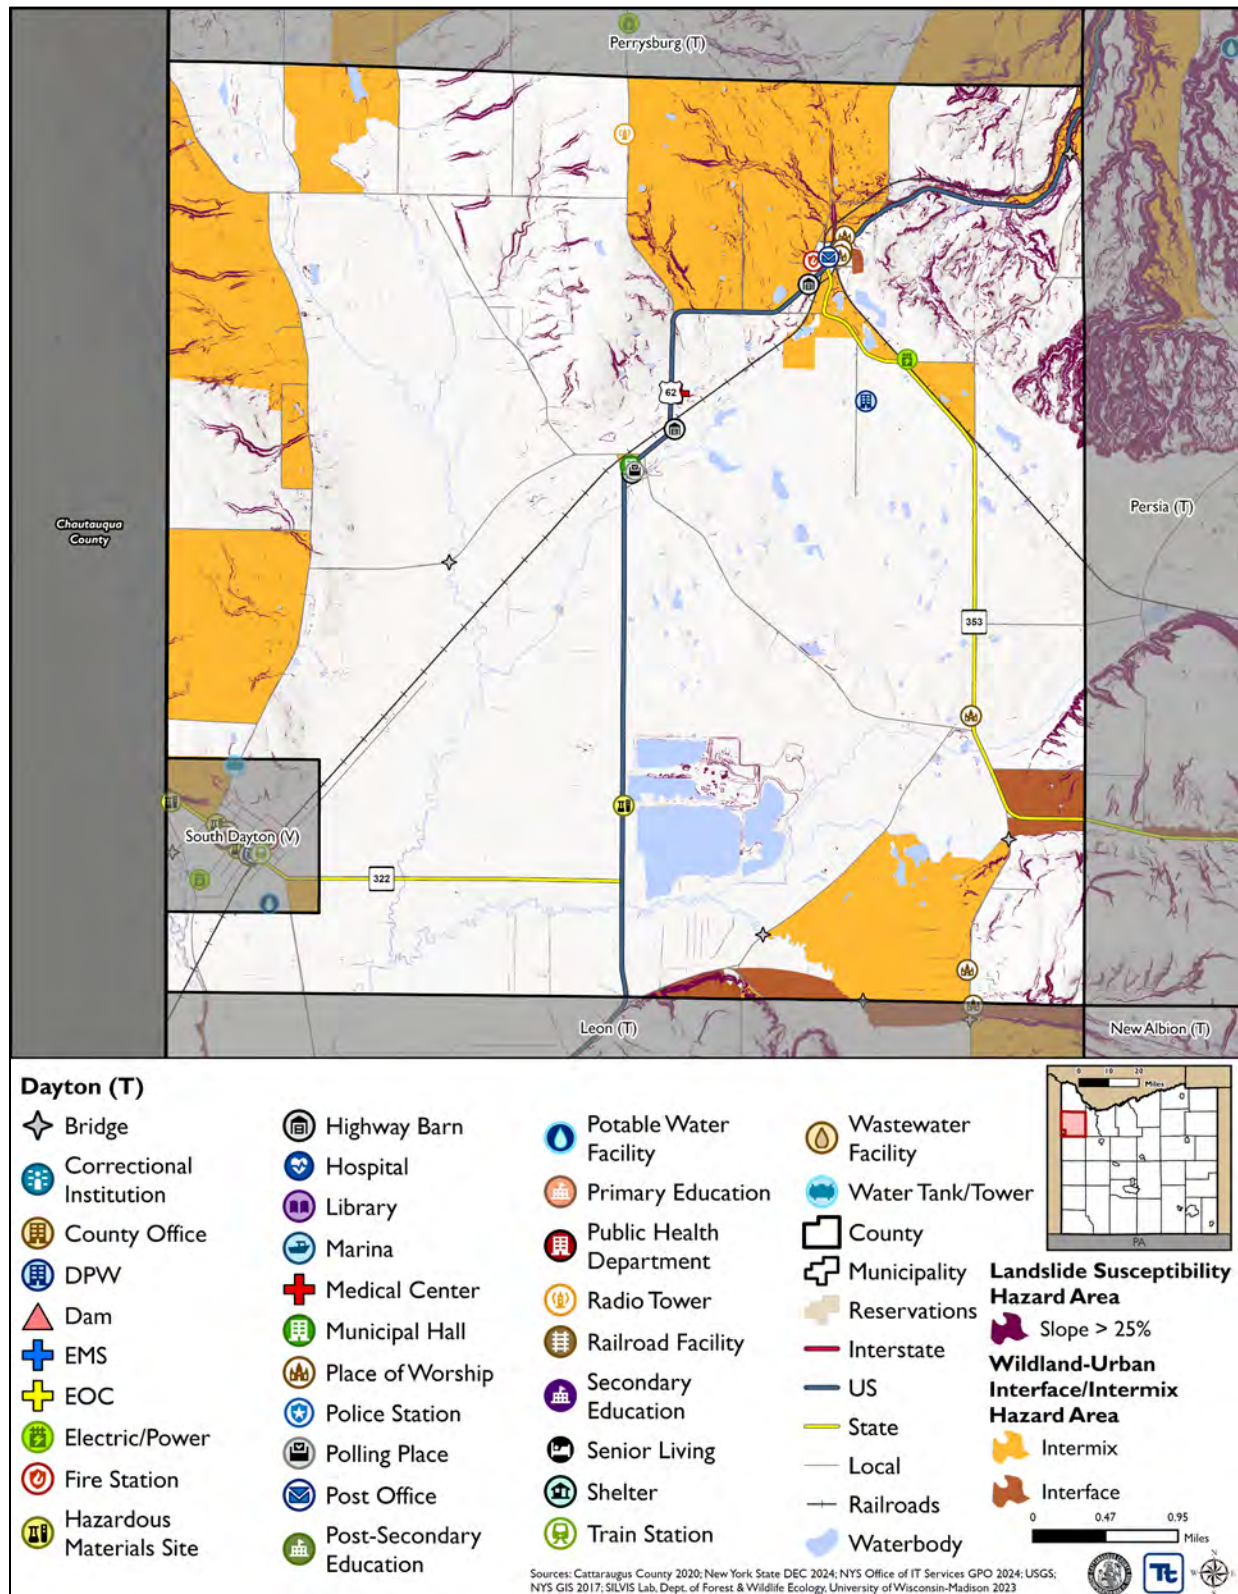 Perrysburg (T)
62
Chautauqua
County
Persia (T)
353
South Dayton (V)
322
Leon (T)
New Albion (T)
Dayton (T)
Bridge
Correctional
Institution
County Office
DPW
Dam
EMS
EOC
Electric/Power
Fire Station
Hazardous
Materials Site
Highway Barn
Hospital
Library
Marina
Medical Center
Municipal Hall
Place of Worship
Police Station
Polling Place
Post Office
Post-Secondary
Education
Potable Water
Facility
Primary Education
Public Health
Department
Radio Tower
Railroad Facility
Secondary
Education
Senior Living
Shelter
Train Station
Wastewater
Facility
Water Tank/Tower
County
Municipality
Reservations
Interstate
US
State
Local
Railroads
Waterbody
0 10 20
Miles
PA
Landslide Susceptibility
Hazard Area
Slope > 25%
Wildland-Urban
Interface/Intermix
Hazard Area
Intermix
Interface
0 0.47 0.95
Miles
Tt
N
W E
S
Sources: Cattaraugus County 2020; New York State DEC 2024; NYS Office of IT Services GPO 2024; USGS;
NYS GIS 2017; SILVIS Lab, Dept. of Forest & Wildlife Ecology, University of Wisconsin-Madison 2023